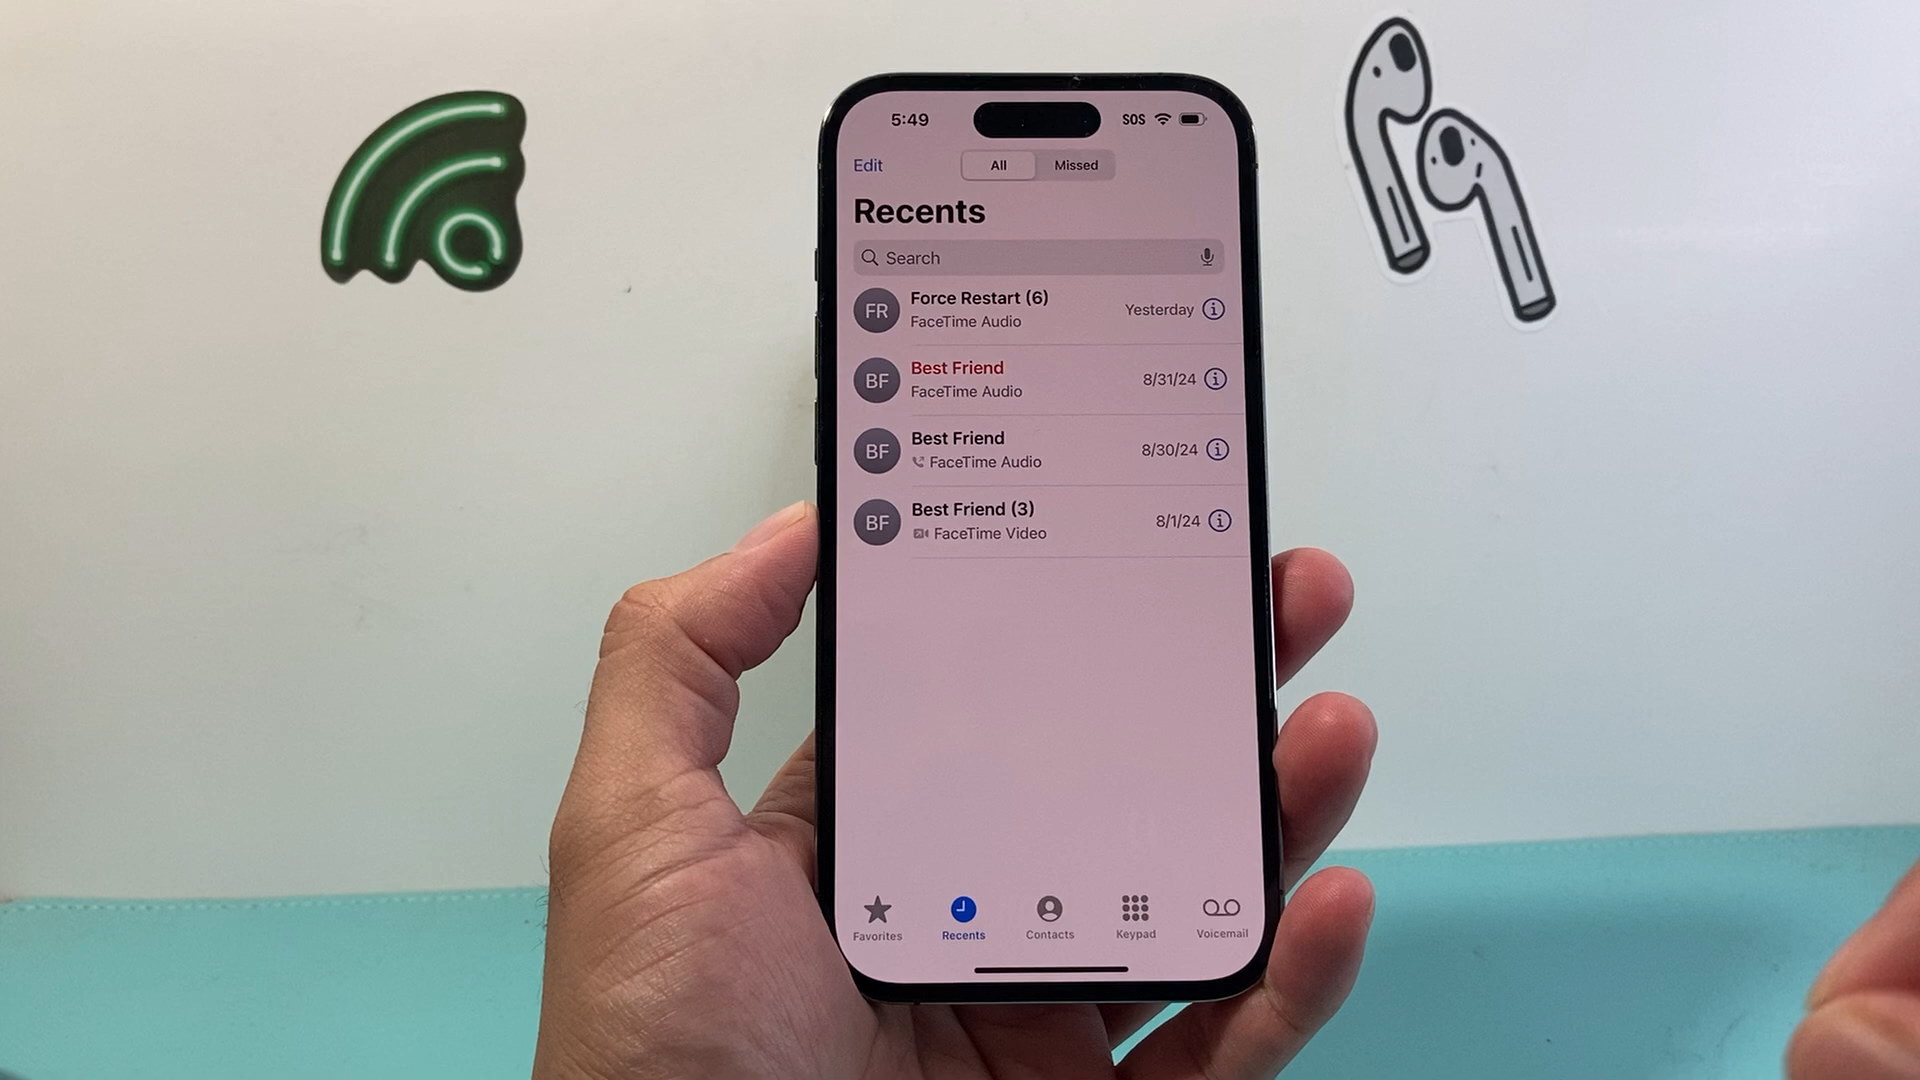 5:49 SOS
Edit All Missed
Recents
Search
FR Force Restart (6) Yesterday
FaceTime Audio
BF Best Friend 8/31/24
FaceTime Audio
BF Best Friend 8/30/24
FaceTime Audio
BF Best Friend (3) 8/1/24
FaceTime Video
Favorites Recents Contacts Keypad Voicemail